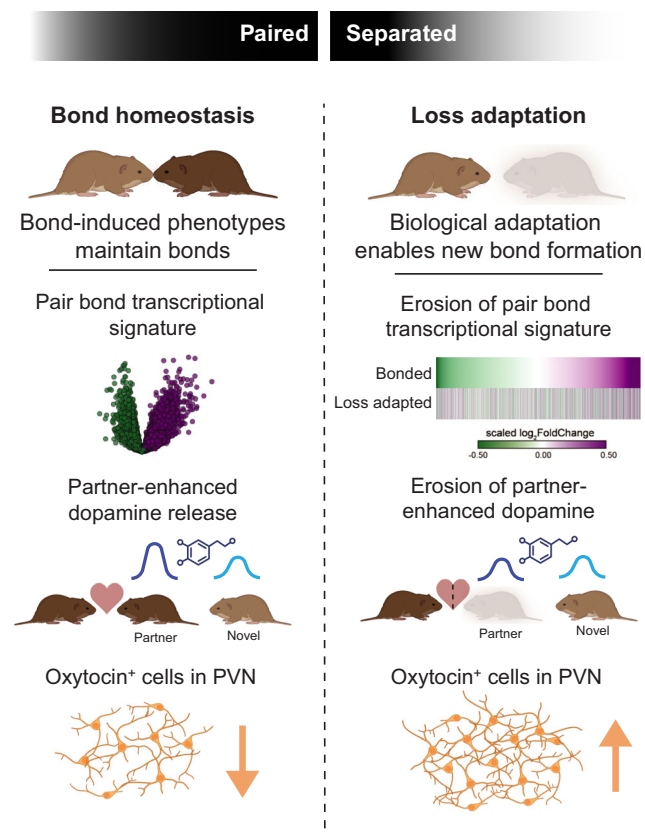 Paired
Separated
Bond homeostasis
Bond-induced phenotypes
maintain bonds
Pair bond transcriptional
signature
Partner-enhanced
dopamine release
Partner
Novel
Oxytocin⁺ cells in PVN
Loss adaptation
Biological adaptation
enables new bond formation
Erosion of pair bond
transcriptional signature
Bonded
Loss adapted
scaled log₂FoldChange
-0.50 0.00 0.50
Erosion of partner-
enhanced dopamine
Partner
Novel
Oxytocin⁺ cells in PVN